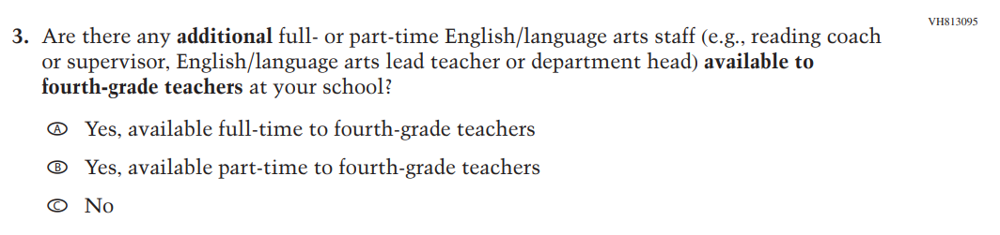 VH813095
3. Are there any additional full- or part-time English/language arts staff (e.g., reading coach
or supervisor, English/language arts lead teacher or department head) available to
fourth-grade teachers at your school?
A Yes, available full-time to fourth-grade teachers
B Yes, available part-time to fourth-grade teachers
C No